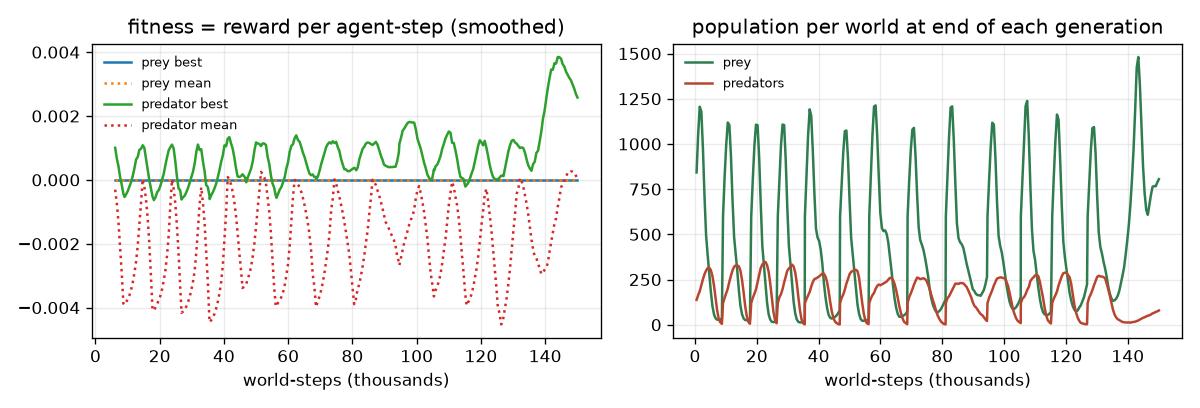 fitness = reward per agent-step (smoothed)
prey best
prey mean
predator best
predator mean
0.004
0.002
0.000
−0.002
−0.004
0 20 40 60 80 100 120 140
world-steps (thousands)
population per world at end of each generation
prey
predators
1500
1250
1000
750
500
250
0
0 20 40 60 80 100 120 140
world-steps (thousands)